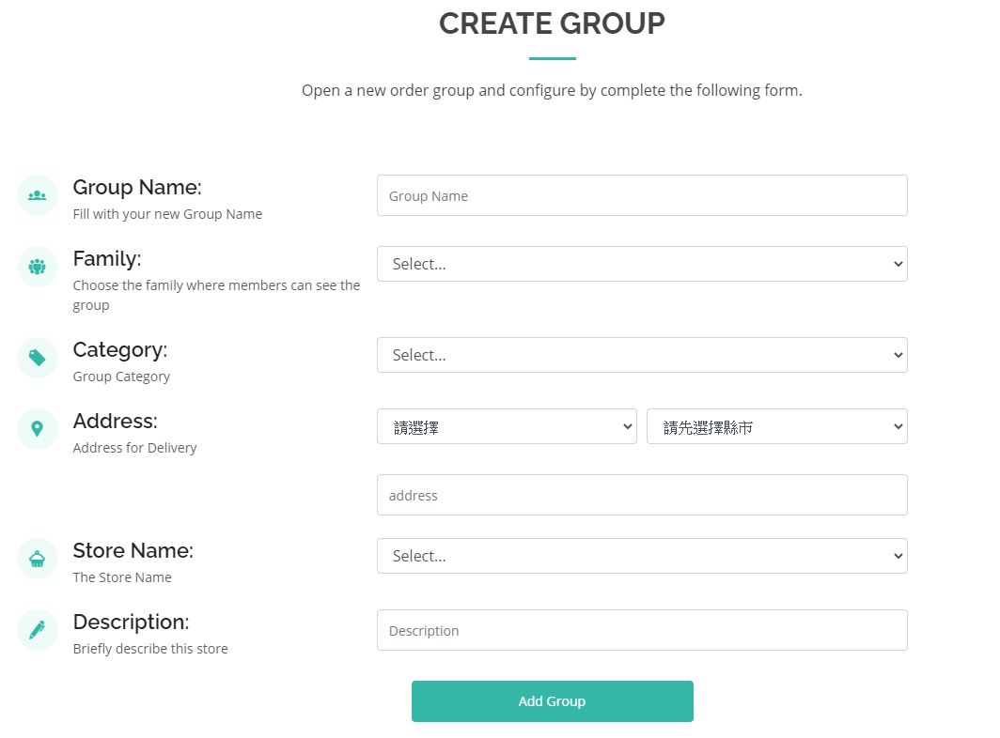 CREATE GROUP
Open a new order group and configure by complete the following form.
Group Name:
Fill with your new Group Name
Group Name
Family:
Choose the family where members can see the
group
Select...
Category:
Group Category
Select...
Address:
Address for Delivery
請選擇
請先選擇縣市
address
Store Name:
The Store Name
Select...
Description:
Briefly describe this store
Description
Add Group